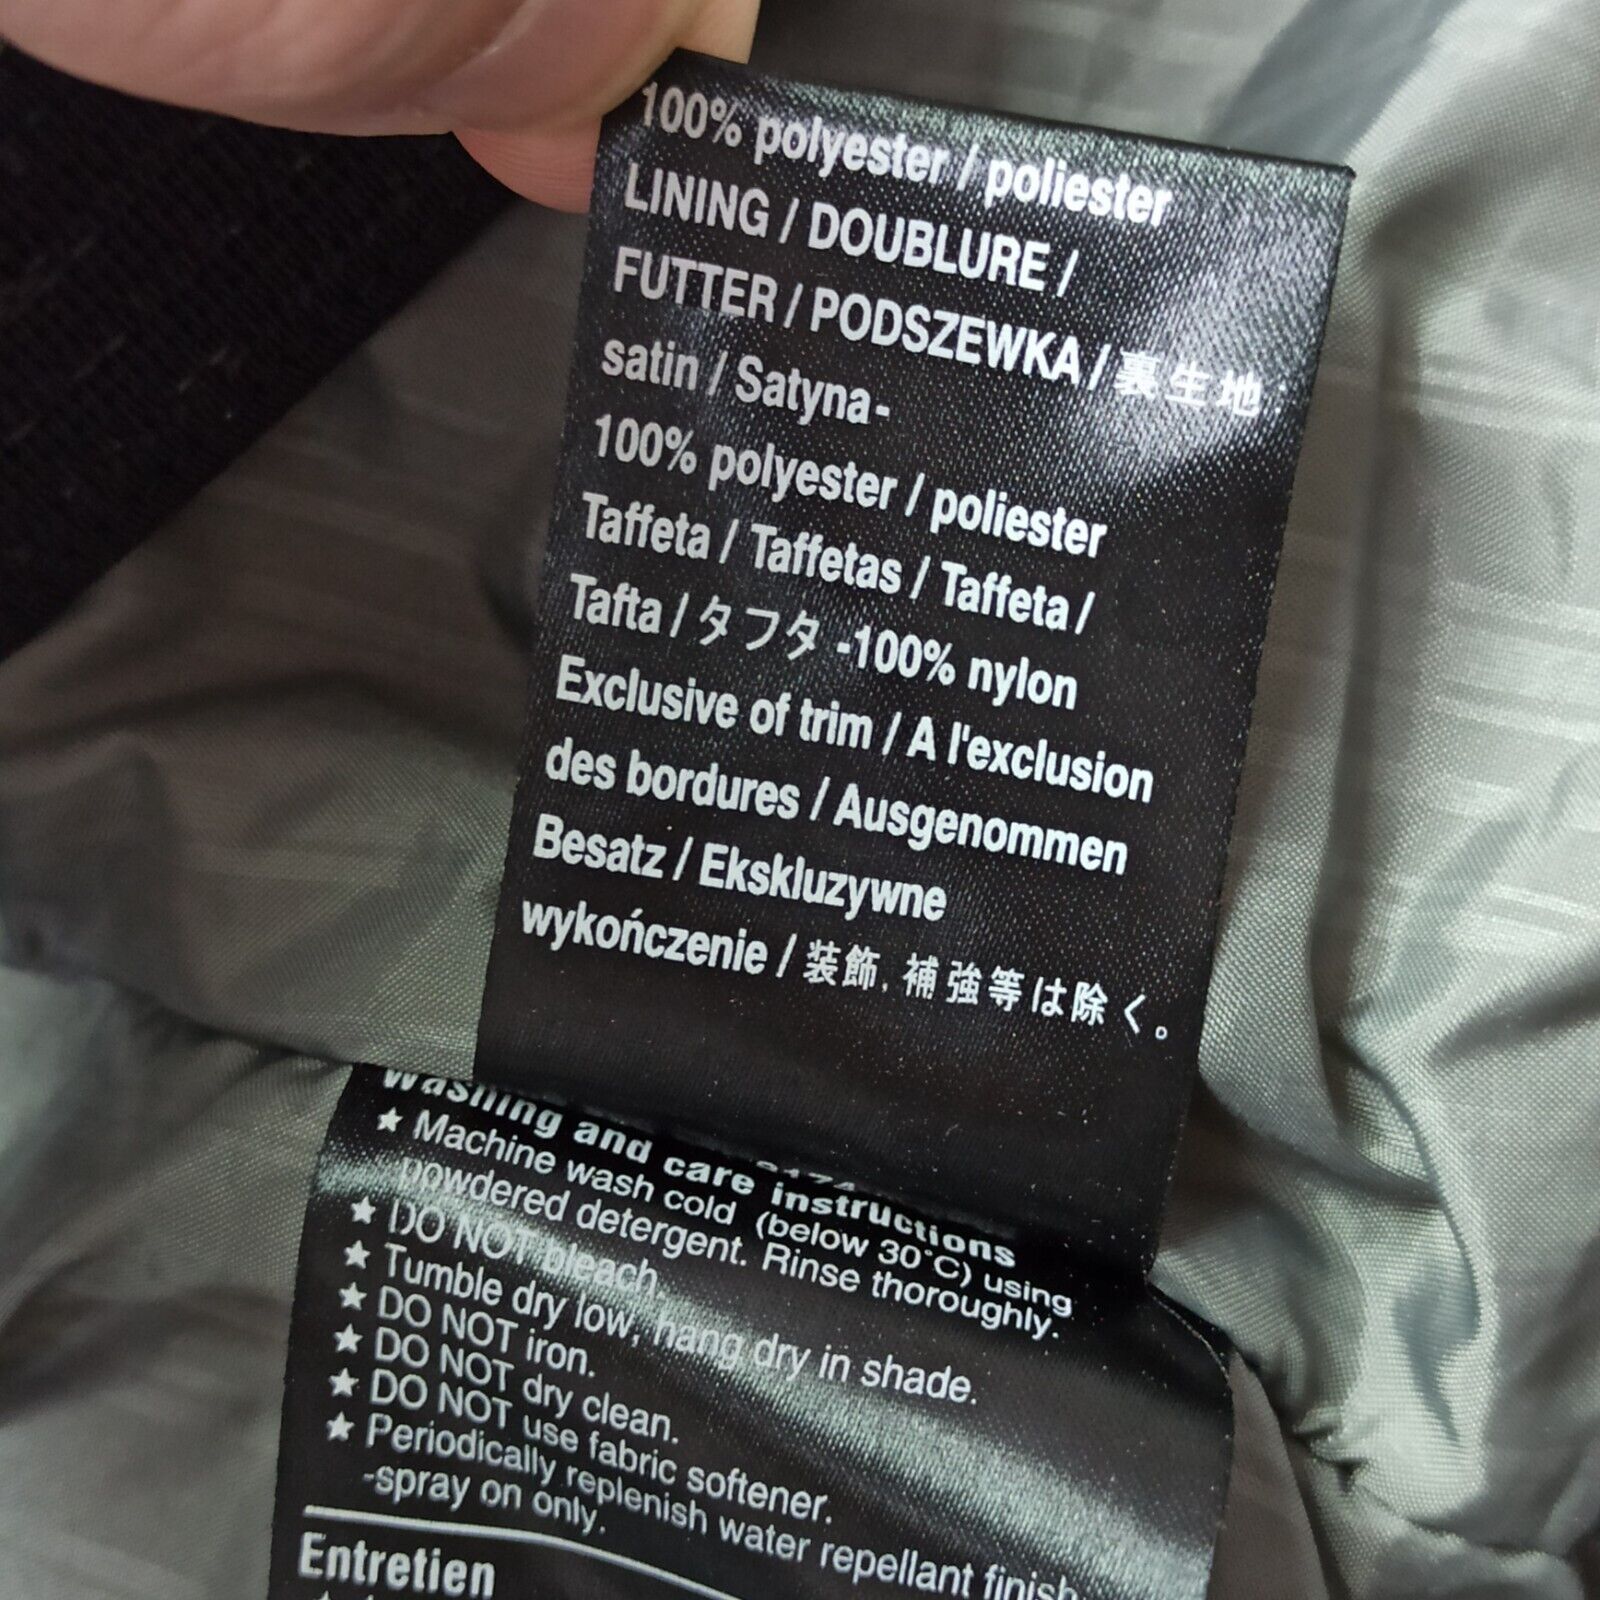 100% polyester / poliester
LINING / DOUBLURE /
FUTTER / PODSZEWKA / 裏生地:
satin / Satyna-
100% polyester / poliester
Taffeta / Taffetas / Taffeta /
Tafta / タフタ -100% nylon
Exclusive of trim / A l'exclusion
des bordures / Ausgenommen
Besatz / Ekskluzywne
wykończenie / 装飾, 補強等は除く。
Washing and care instructions
★ Machine wash cold (below 30°C) using
powdered detergent. Rinse thoroughly.
★ DO NOT bleach.
★ Tumble dry low, hang dry in shade.
★ DO NOT iron.
★ DO NOT dry clean.
★ DO NOT use fabric softener.
★ Periodically replenish water repellant finish
-spray on only.
Entretien